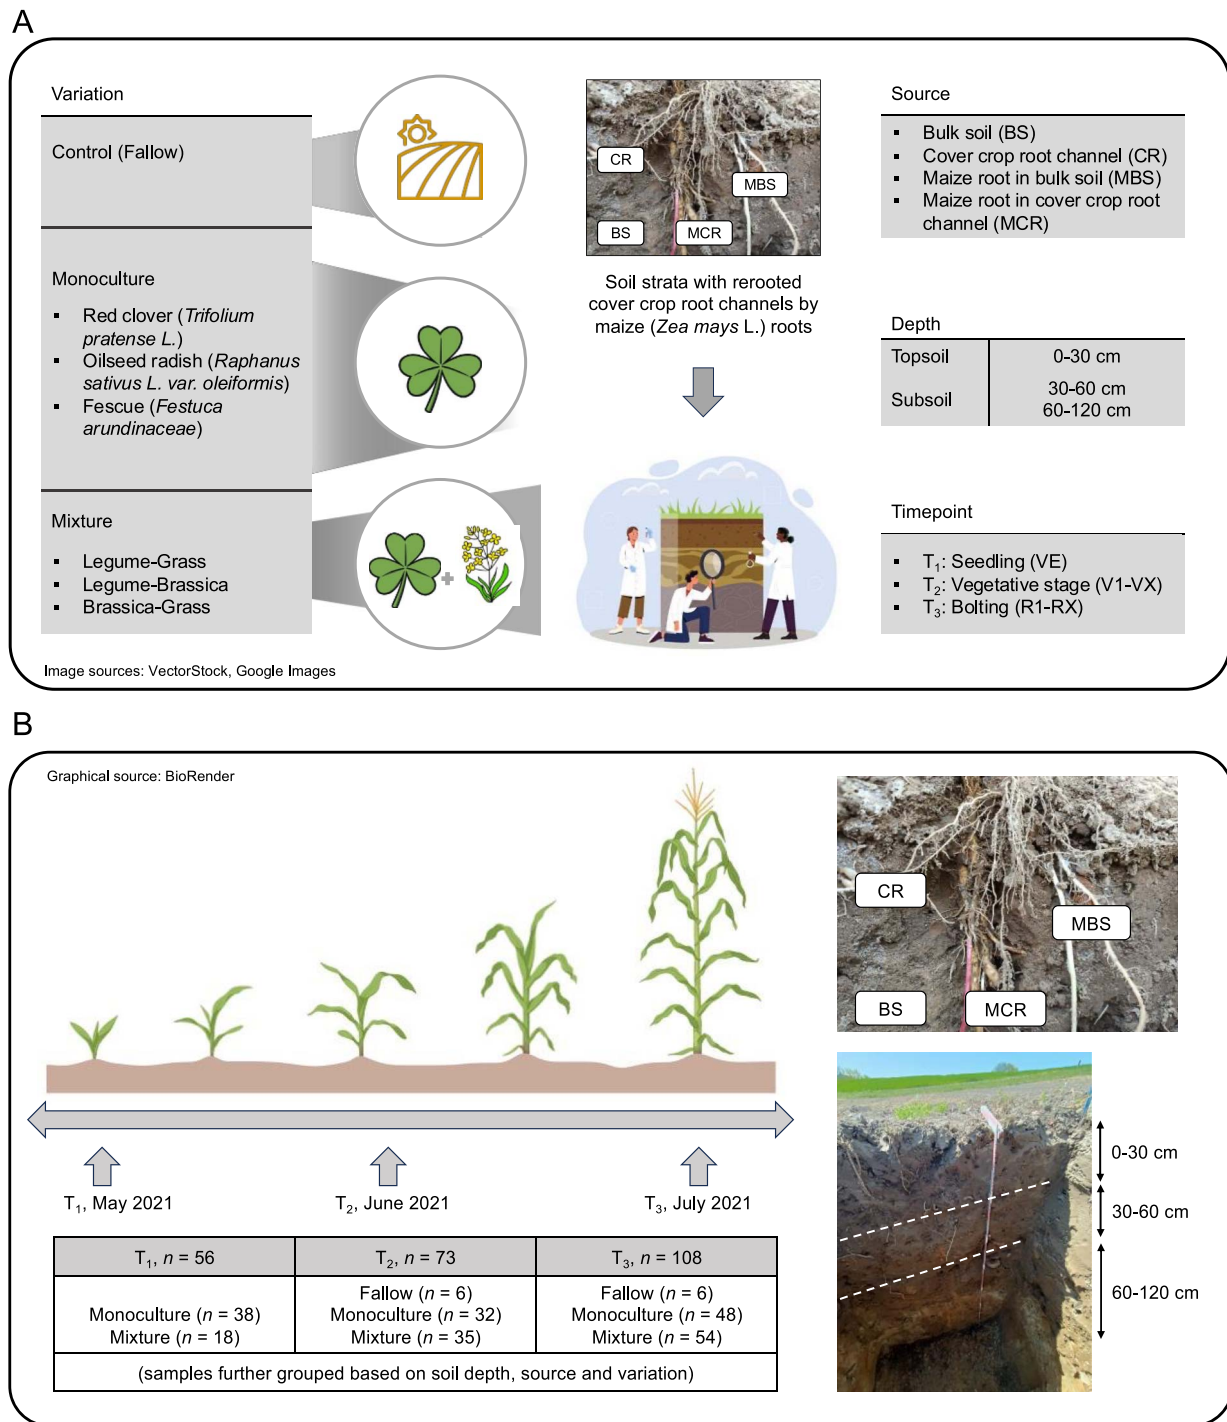 A
Variation
Control (Fallow)
Monoculture
▪ Red clover (Trifolium
pratense L.)
▪ Oilseed radish (Raphanus
sativus L. var. oleiformis)
▪ Fescue (Festuca
arundinaceae)
Mixture
▪ Legume-Grass
▪ Legume-Brassica
▪ Brassica-Grass
Image sources: VectorStock, Google Images
CR
MBS
BS
MCR
Soil strata with rerooted
cover crop root channels by
maize (Zea mays L.) roots
Source
▪ Bulk soil (BS)
▪ Cover crop root channel (CR)
▪ Maize root in bulk soil (MBS)
▪ Maize root in cover crop root
channel (MCR)
Depth
Topsoil 0-30 cm
Subsoil 30-60 cm
60-120 cm
Timepoint
▪ T₁: Seedling (VE)
▪ T₂: Vegetative stage (V1-VX)
▪ T₃: Bolting (R1-RX)
B
Graphical source: BioRender
T₁, May 2021
T₂, June 2021
T₃, July 2021
T₁, n = 56
T₂, n = 73
T₃, n = 108
Monoculture (n = 38)
Mixture (n = 18)
Fallow (n = 6)
Monoculture (n = 32)
Mixture (n = 35)
Fallow (n = 6)
Monoculture (n = 48)
Mixture (n = 54)
(samples further grouped based on soil depth, source and variation)
CR
MBS
BS
MCR
0-30 cm
30-60 cm
60-120 cm